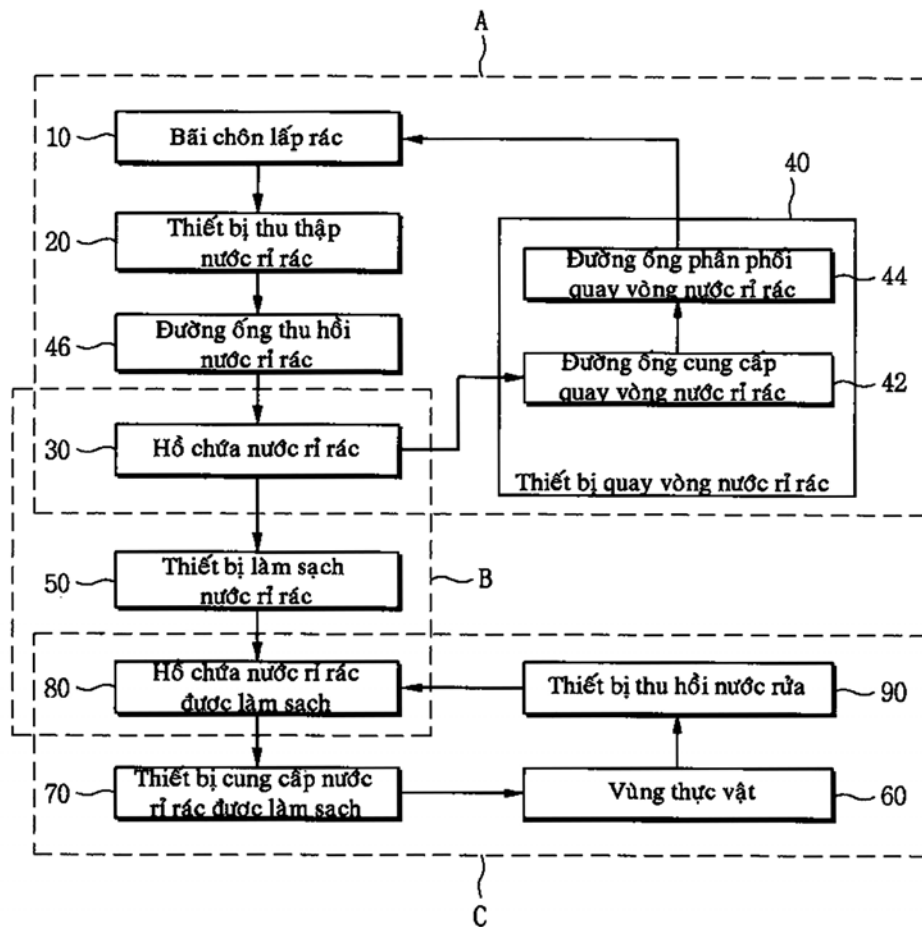 A
10
Bãi chôn lấp rác
40
20
Thiết bị thu thập
nước rỉ rác
Đường ống phân phối
quay vòng nước rỉ rác
44
46
Đường ống thu hồi
nước rỉ rác
Đường ống cung cấp
quay vòng nước rỉ rác
42
30
Hồ chứa nước rỉ rác
Thiết bị quay vòng nước rỉ rác
50
Thiết bị làm sạch
nước rỉ rác
B
80
Hồ chứa nước rỉ rác
được làm sạch
Thiết bị thu hồi nước rửa
90
70
Thiết bị cung cấp nước
rỉ rác được làm sạch
Vùng thực vật
60
C